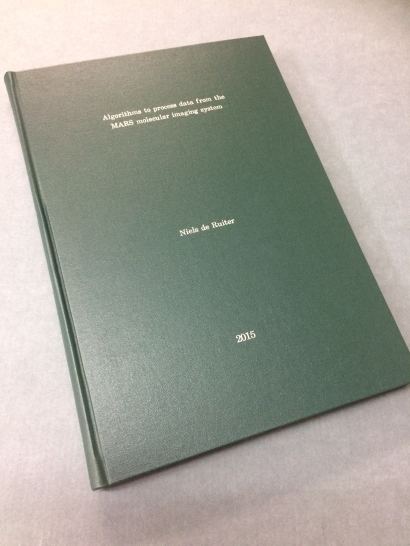 Algorithms to process data from the
MARS molecular imaging system
Niels de Ruiter
2015